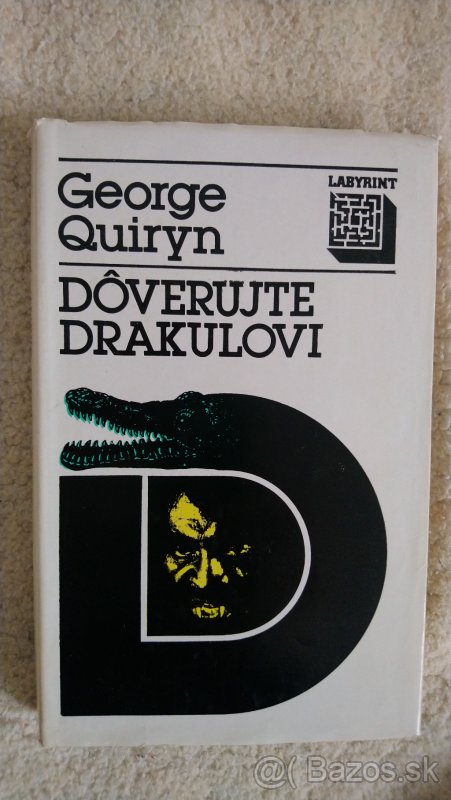 George
Quiryn
LABYRINT
DÔVERUJTE
DRAKULOVI
D
@( Bazos.sk